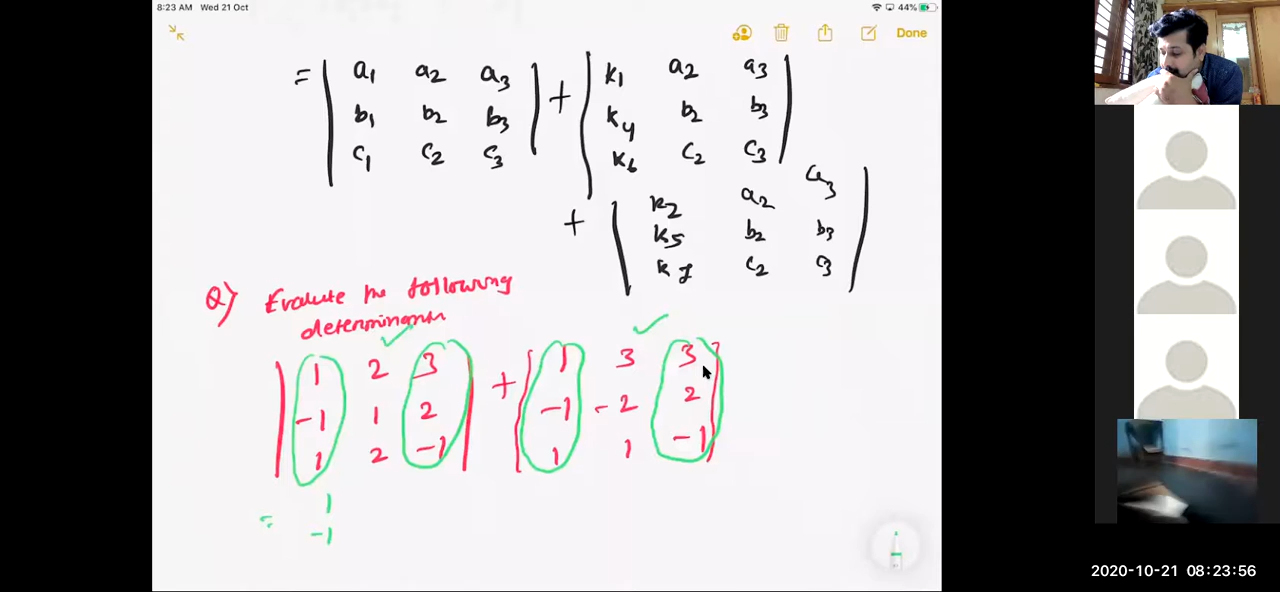 8:23 AM Wed 21 Oct
44%
Done
= | a1 a2 a3 | + | k1 a2 a3 |
| b1 b2 b3 | | k4 b2 b3 |
| c1 c2 c3 | | k6 c2 c3 |
+ | k2 a2 a3 |
| k5 b2 b3 |
| k7 c2 c3 |
Q) Evaluate the following
determinants
| 1 2 3 | + | 1 3 3 |
| -1 1 2 | | -1 -2 2 |
| 1 2 -1 | | 1 1 -1 |
= 1
-1
2020-10-21 08:23:56